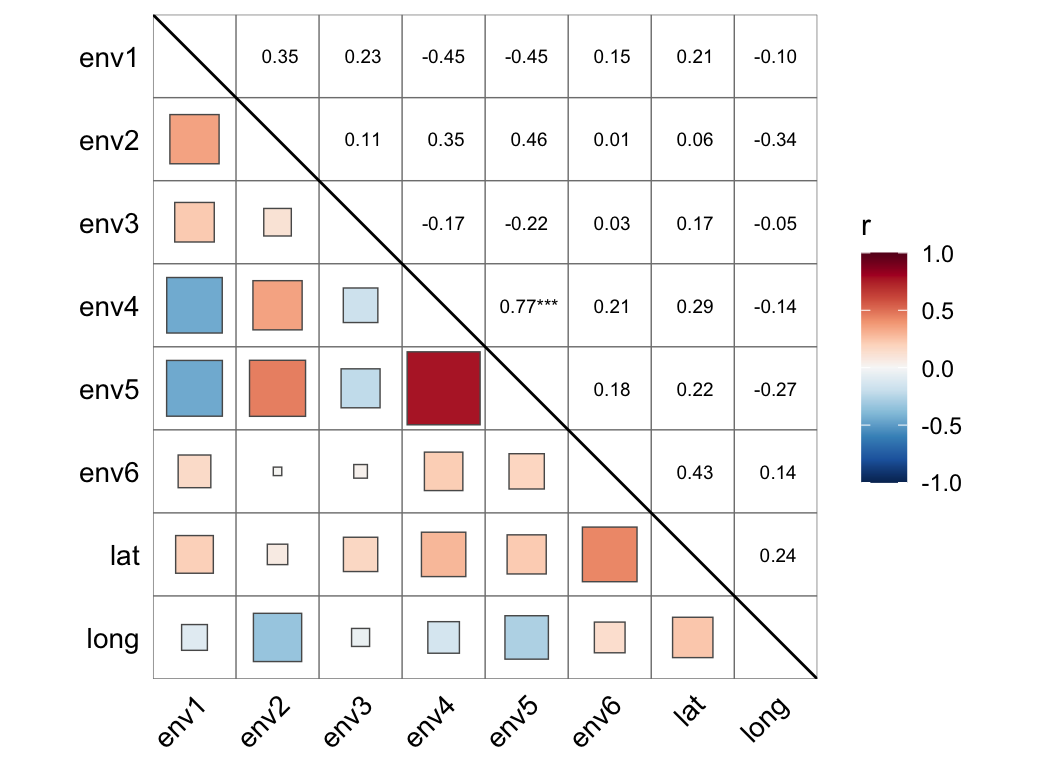 env1 0.35 0.23 -0.45 -0.45 0.15 0.21 -0.10
env2 0.11 0.35 0.46 0.01 0.06 -0.34
env3 -0.17 -0.22 0.03 0.17 -0.05
env4 0.77*** 0.21 0.29 -0.14
env5 0.18 0.22 -0.27
env6 0.43 0.14
lat 0.24
long
env1 env2 env3 env4 env5 env6 lat long
r
1.0
0.5
0.0
-0.5
-1.0